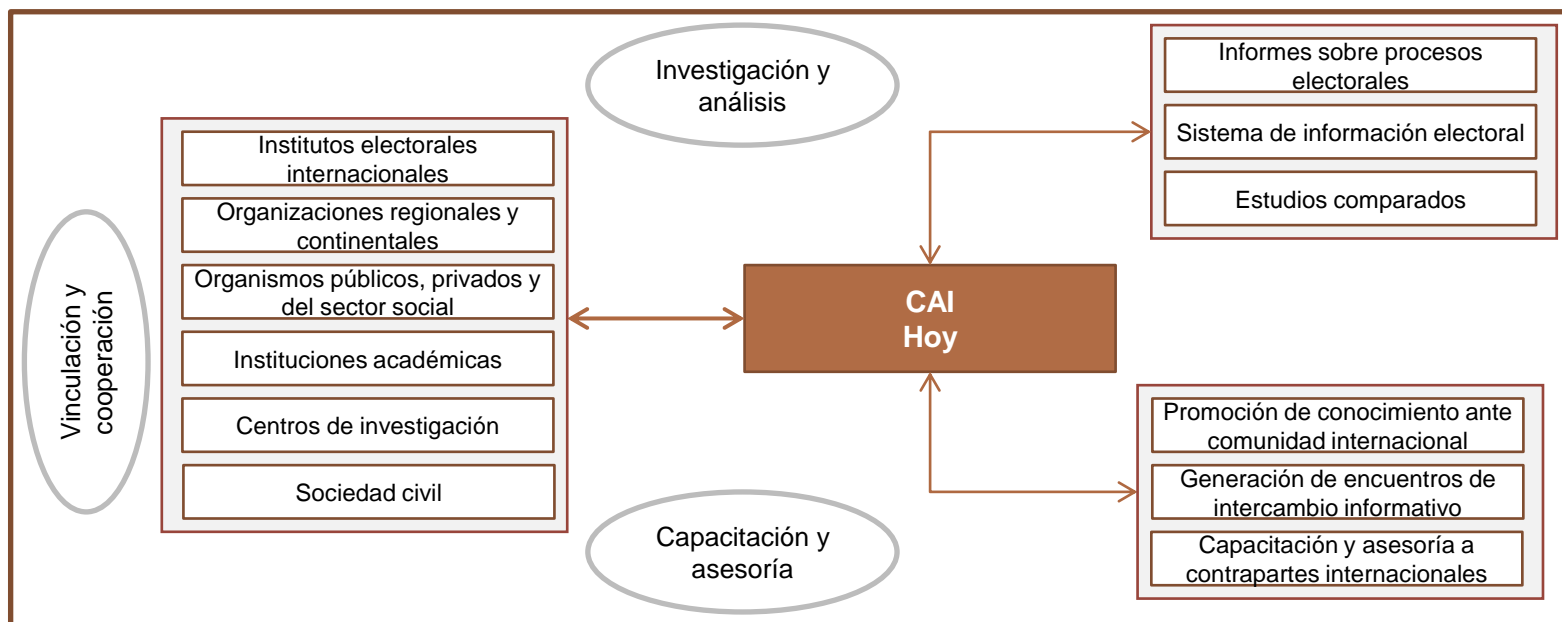 Vinculación y
cooperación
Institutos electorales
internacionales
Organizaciones regionales y
continentales
Organismos públicos, privados y
del sector social
Instituciones académicas
Centros de investigación
Sociedad civil
Investigación y
análisis
CAI
Hoy
Capacitación y
asesoría
Informes sobre procesos
electorales
Sistema de información electoral
Estudios comparados
Promoción de conocimiento ante
comunidad internacional
Generación de encuentros de
intercambio informativo
Capacitación y asesoría a
contrapartes internacionales